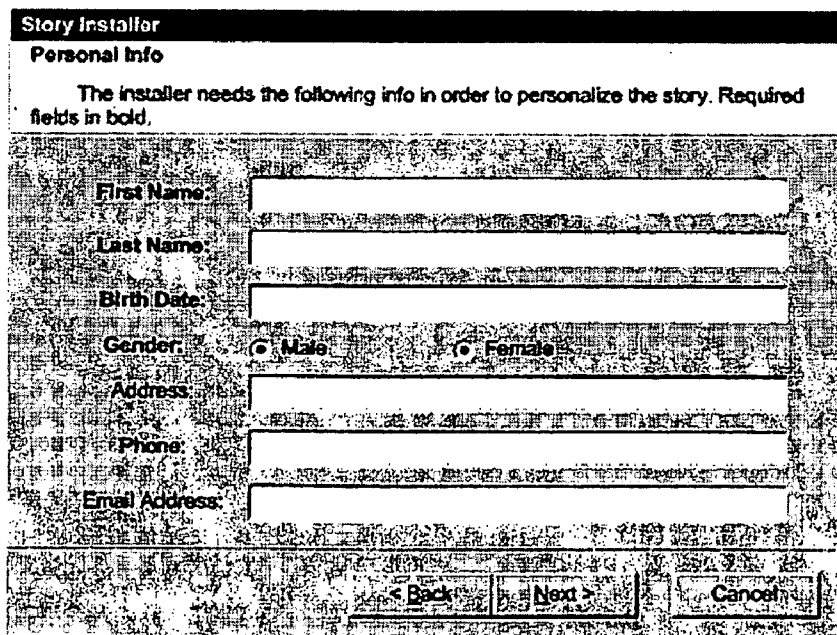 Story Installer
Personal Info
The installer needs the following info in order to personalize the story. Required
fields in bold.
First Name:
Last Name:
Birth Date:
Gender: Male Female
Address:
Phone:
Email Address:
< Back Next > Cancel